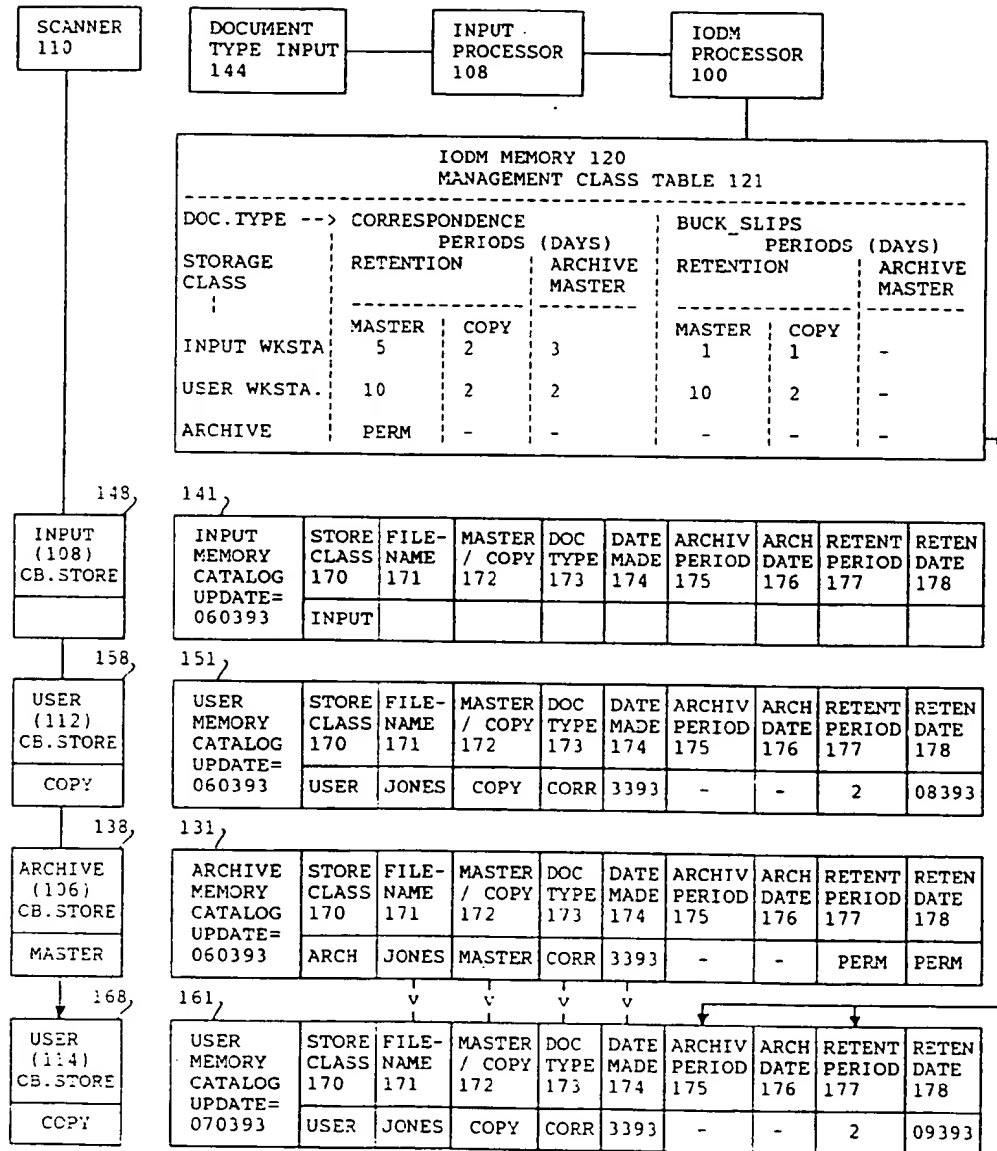 SCANNER
110
DOCUMENT
TYPE INPUT
144
INPUT
PROCESSOR
108
IODM
PROCESSOR
100
IODM MEMORY 120
MANAGEMENT CLASS TABLE 121
DOC.TYPE --> CORRESPONDENCE BUCK_SLIPS
PERIODS (DAYS) PERIODS (DAYS)
STORAGE RETENTION ARCHIVE RETENTION ARCHIVE
CLASS MASTER MASTER
MASTER COPY MASTER COPY
INPUT WKSTA 5 2 3 1 1 -
USER WKSTA. 10 2 2 10 2 -
ARCHIVE PERM - - - - -
148 141
INPUT
(108)
CB.STORE
INPUT STORE FILE- MASTER DOC DATE ARCHIV ARCH RETENT RETEN
MEMORY CLASS NAME / COPY TYPE MADE PERIOD DATE PERIOD DATE
CATALOG 170 171 172 173 174 175 176 177 178
UPDATE=
060393 INPUT
158 151
USER
(112)
CB.STORE
COPY
USER STORE FILE- MASTER DOC DATE ARCHIV ARCH RETENT RETEN
MEMORY CLASS NAME / COPY TYPE MADE PERIOD DATE PERIOD DATE
CATALOG 170 171 172 173 174 175 176 177 178
UPDATE=
060393 USER JONES COPY CORR 3393 - - 2 08393
138 131
ARCHIVE
(106)
CB.STORE
MASTER
ARCHIVE STORE FILE- MASTER DOC DATE ARCHIV ARCH RETENT RETEN
MEMORY CLASS NAME / COPY TYPE MADE PERIOD DATE PERIOD DATE
CATALOG 170 171 172 173 174 175 176 177 178
UPDATE=
060393 ARCH JONES MASTER CORR 3393 - - PERM PERM
v v v v
168 161
USER
(114)
CB.STORE
COPY
USER STORE FILE- MASTER DOC DATE ARCHIV ARCH RETENT RETEN
MEMORY CLASS NAME / COPY TYPE MADE PERIOD DATE PERIOD DATE
CATALOG 170 171 172 173 174 175 176 177 178
UPDATE=
070393 USER JONES COPY CORR 3393 - - 2 09393